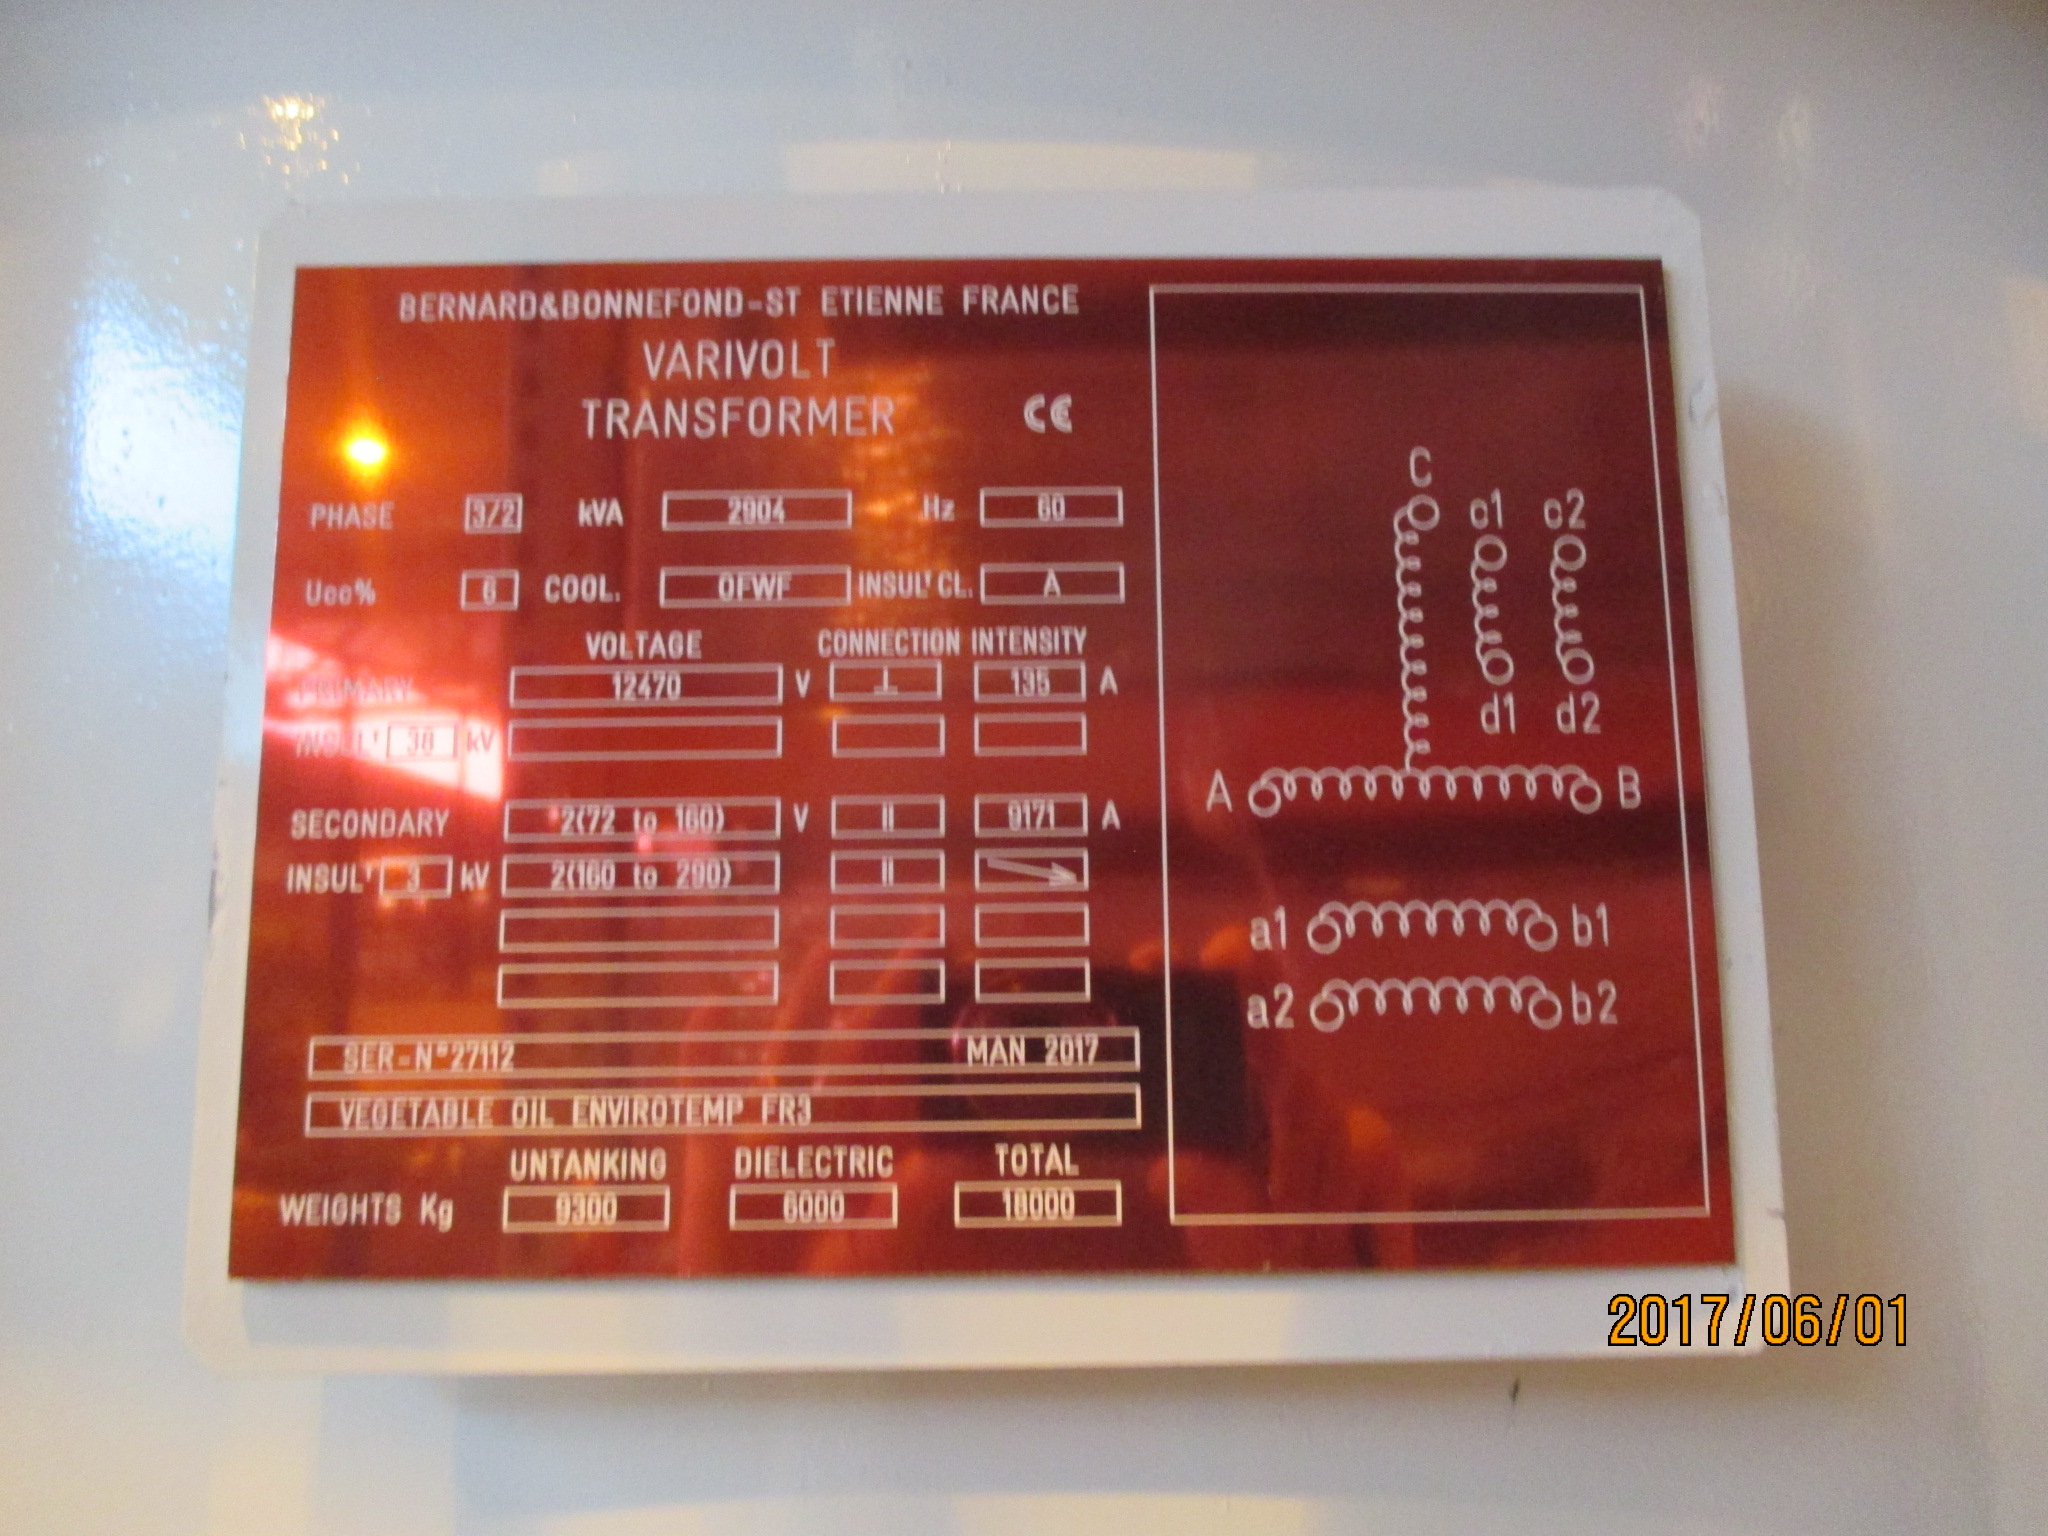 BERNARD&BONNEFOND-ST ETIENNE FRANCE
VARIVOLT
TRANSFORMER CE
PHASE 3/2 kVA 2904 Hz 60
Ucc% 6 COOL. OFWF INSULᵗ CL. A
VOLTAGE CONNECTION INTENSITY
PRIMARY 12470 V ⊥ 135 A
INSULᵗ 38 kV
SECONDARY 2(72 to 160) V II 9171 A
INSULᵗ 3 kV 2(160 to 290) II
SER-N°27112 MAN 2017
VEGETABLE OIL ENVIROTEMP FR3
UNTANKING DIELECTRIC TOTAL
WEIGHTS Kg 9300 6000 18000
C
c1 c2
d1 d2
A B
a1 b1
a2 b2
2017/06/01